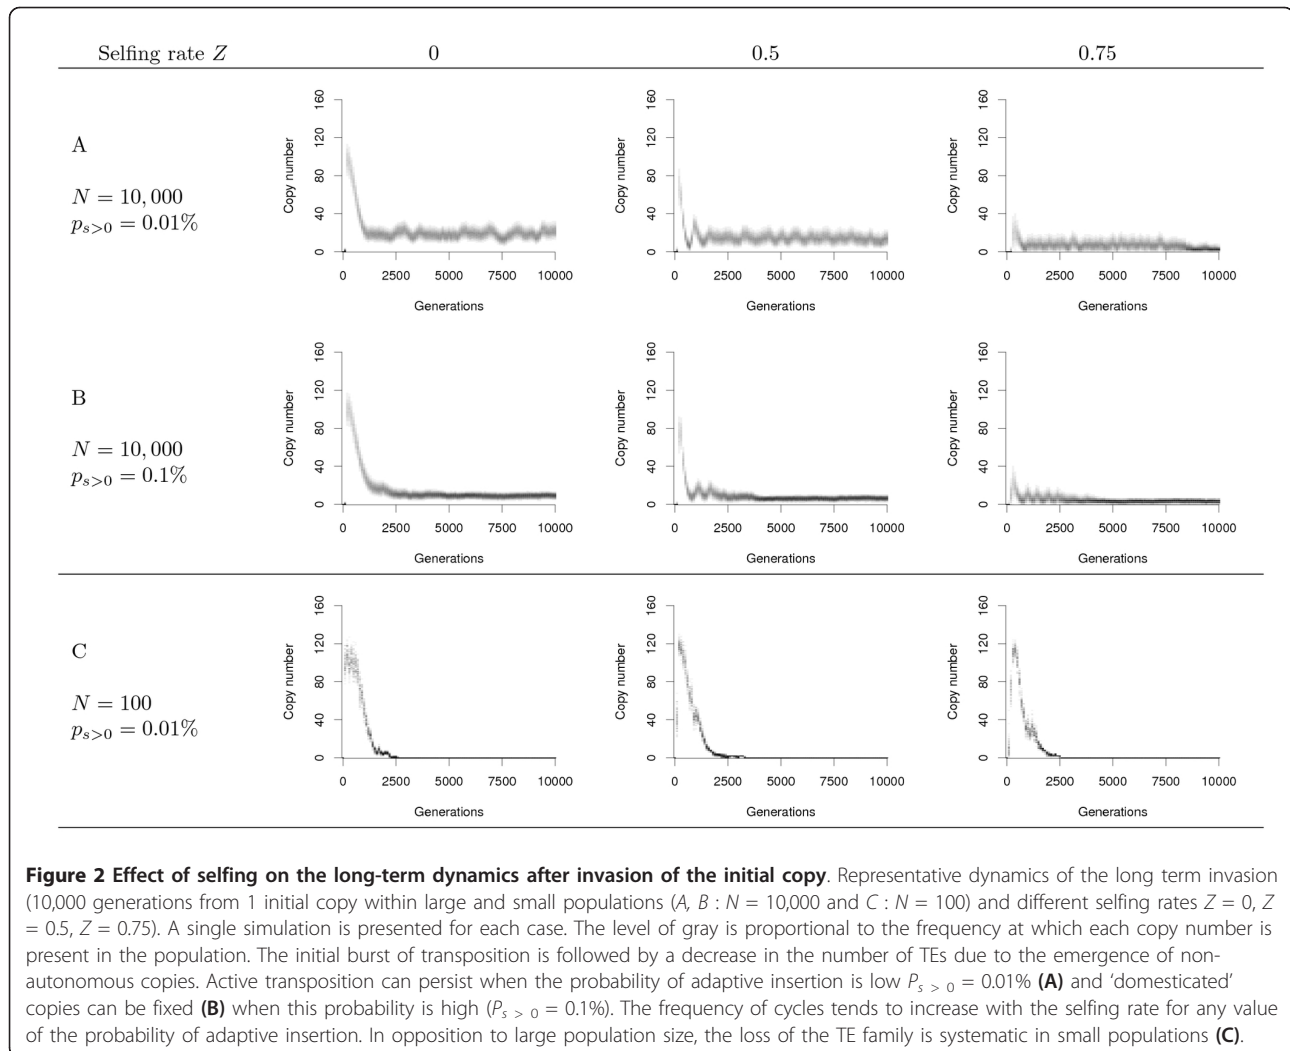 Selfing rate Z 0 0.5 0.75
A
N = 10,000
p_{s>0} = 0.01%
Copy number
0 40 80 120 160
0 2500 5000 7500 10000
Generations
Copy number
0 40 80 120 160
0 2500 5000 7500 10000
Generations
Copy number
0 40 80 120 160
0 2500 5000 7500 10000
Generations
B
N = 10,000
p_{s>0} = 0.1%
Copy number
0 40 80 120 160
0 2500 5000 7500 10000
Generations
Copy number
0 40 80 120 160
0 2500 5000 7500 10000
Generations
Copy number
0 40 80 120 160
0 2500 5000 7500 10000
Generations
C
N = 100
p_{s>0} = 0.01%
Copy number
0 40 80 120 160
0 2500 5000 7500 10000
Generations
Copy number
0 40 80 120 160
0 2500 5000 7500 10000
Generations
Copy number
0 40 80 120 160
0 2500 5000 7500 10000
Generations
Figure 2 Effect of selfing on the long-term dynamics after invasion of the initial copy. Representative dynamics of the long term invasion
(10,000 generations from 1 initial copy within large and small populations (A, B : N = 10,000 and C : N = 100) and different selfing rates Z = 0, Z
= 0.5, Z = 0.75). A single simulation is presented for each case. The level of gray is proportional to the frequency at which each copy number is
present in the population. The initial burst of transposition is followed by a decrease in the number of TEs due to the emergence of non-
autonomous copies. Active transposition can persist when the probability of adaptive insertion is low P_{s > 0} = 0.01% (A) and ‘domesticated’
copies can be fixed (B) when this probability is high (P_{s > 0} = 0.1%). The frequency of cycles tends to increase with the selfing rate for any value
of the probability of adaptive insertion. In opposition to large population size, the loss of the TE family is systematic in small populations (C).